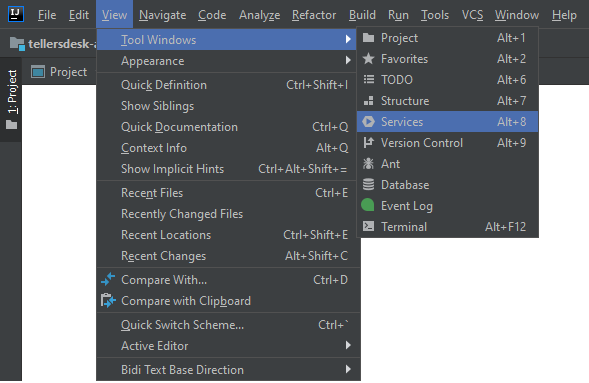 IJ File Edit View Navigate Code Analyze Refactor Build Run Tools VCS Window Help
tellersdesk-a
Project
1: Project
Tool Windows
Appearance
Quick Definition Ctrl+Shift+I
Show Siblings
Quick Documentation Ctrl+Q
Context Info Alt+Q
Show Implicit Hints Ctrl+Alt+Shift+=
Recent Files Ctrl+E
Recently Changed Files
Recent Locations Ctrl+Shift+E
Recent Changes Alt+Shift+C
Compare With... Ctrl+D
Compare with Clipboard
Quick Switch Scheme... Ctrl+`
Active Editor
Bidi Text Base Direction
Project Alt+1
Favorites Alt+2
TODO Alt+6
Structure Alt+7
Services Alt+8
Version Control Alt+9
Ant
Database
Event Log
Terminal Alt+F12